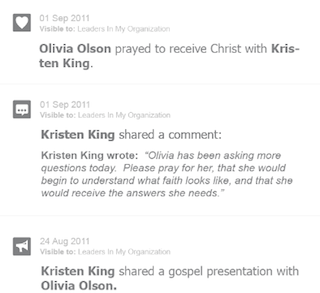 01 Sep 2011
Visible to: Leaders In My Organization
Olivia Olson prayed to receive Christ with Kris-
ten King.
01 Sep 2011
Visible to: Leaders In My Organization
Kristen King shared a comment:
Kristen King wrote: “Olivia has been asking more
questions today. Please pray for her, that she would
begin to understand what faith looks like, and that she
would receive the answers she needs.”
24 Aug 2011
Visible to: Leaders In My Organization
Kristen King shared a gospel presentation with
Olivia Olson.